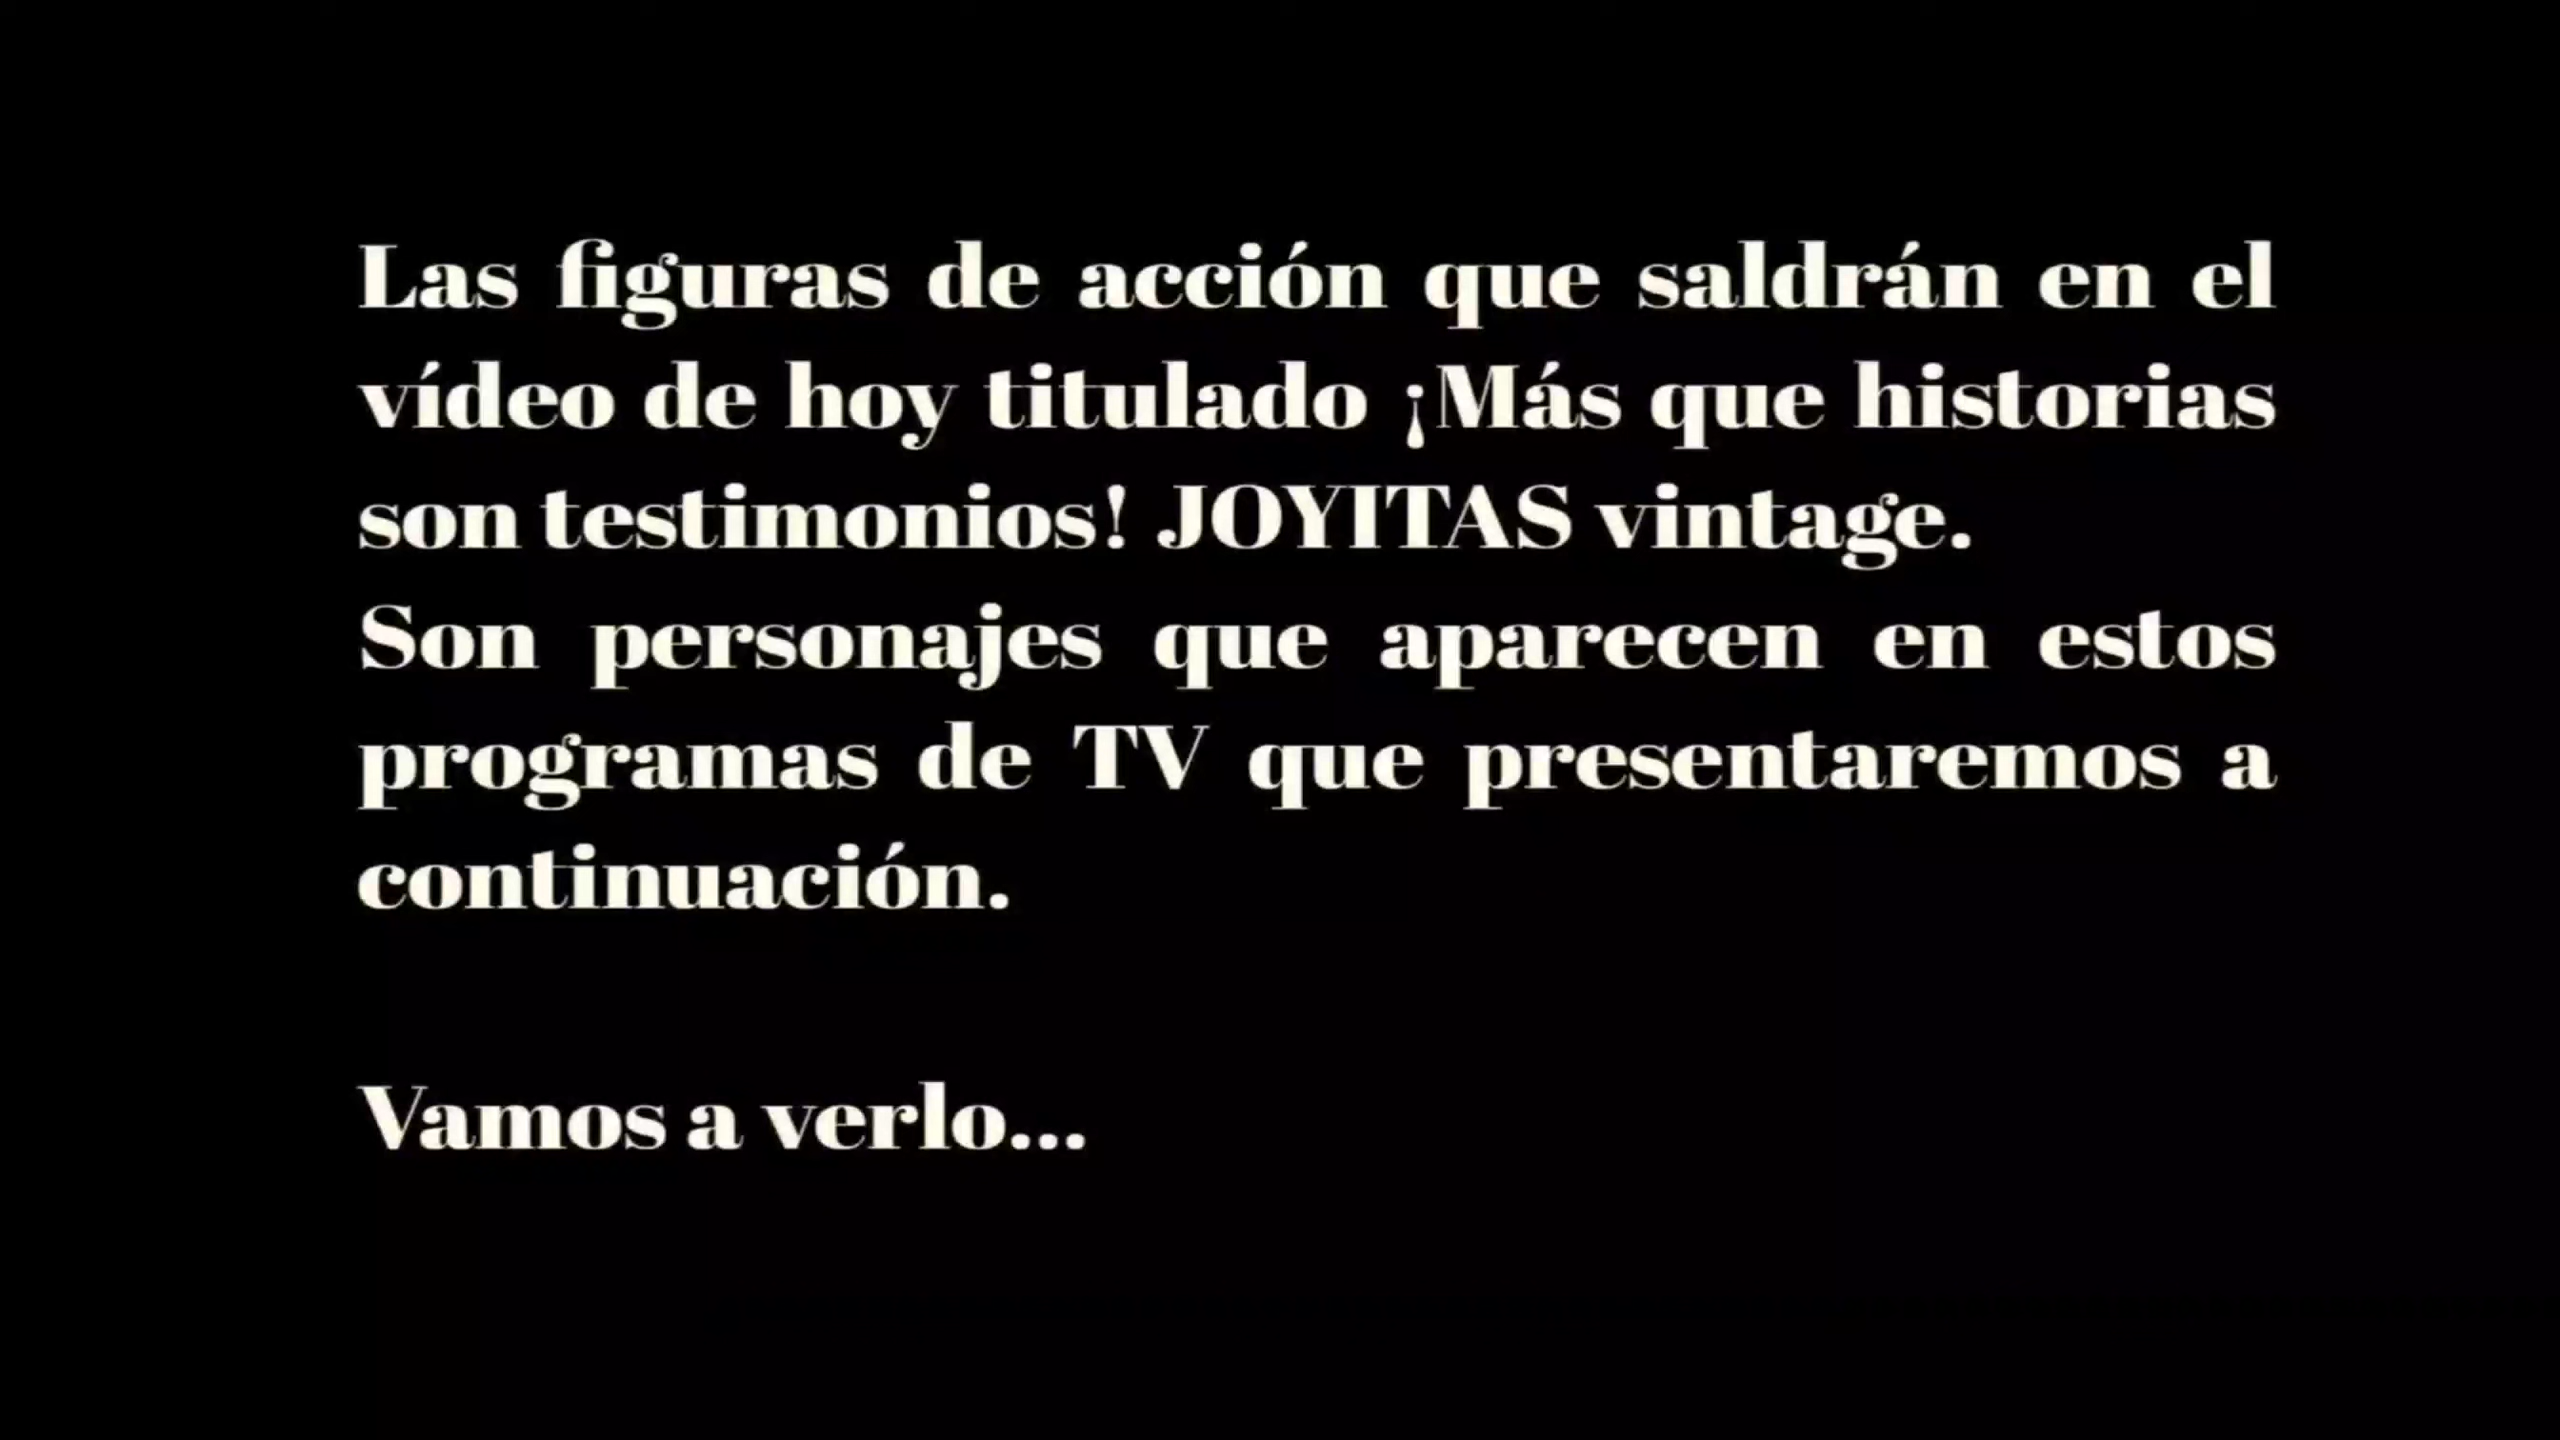 Las figuras de acción que saldrán en el
vídeo de hoy titulado ¡Más que historias
son testimonios! JOYITAS vintage.
Son personajes que aparecen en estos
programas de TV que presentaremos a
continuación.
Vamos a verlo...